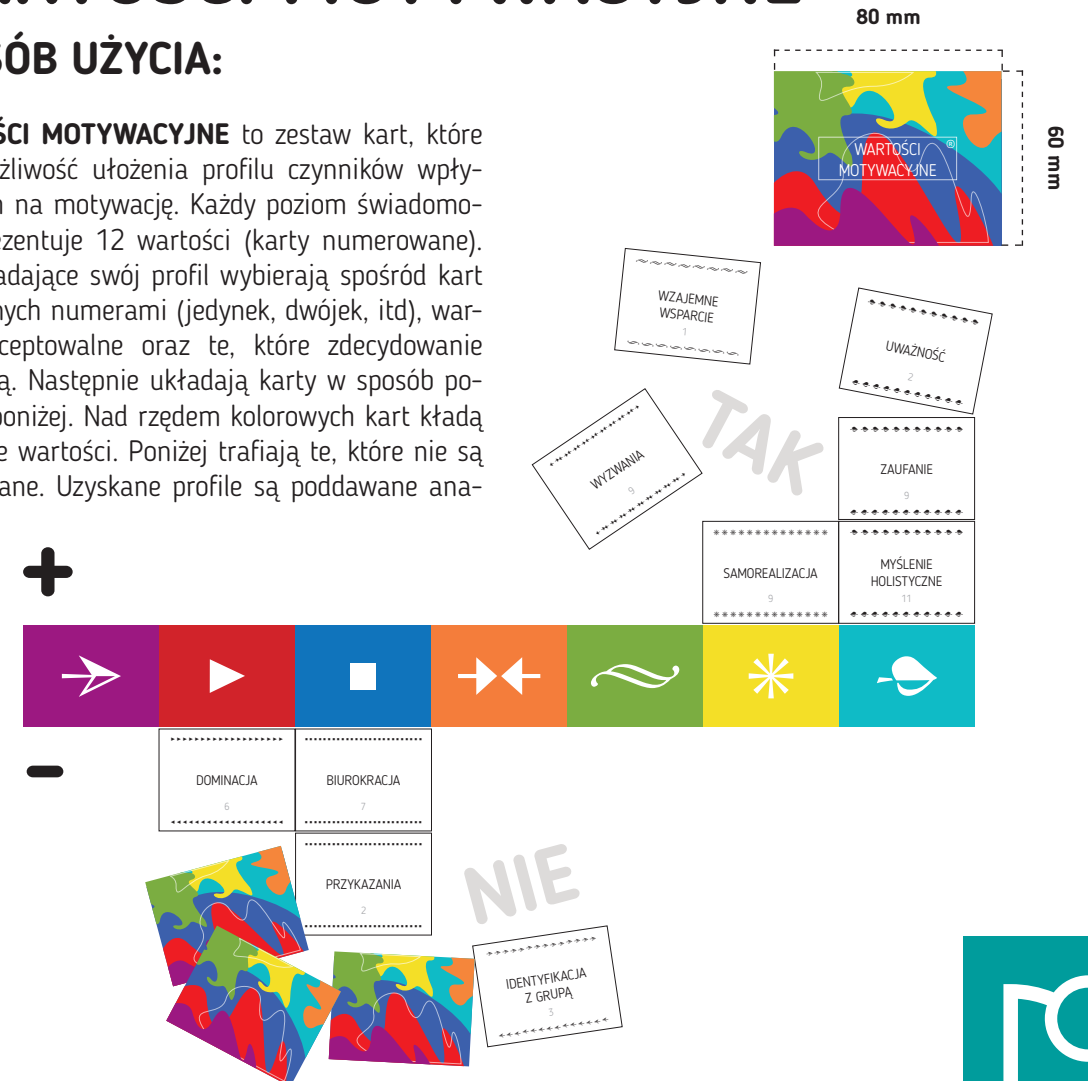 80 mm
SÓB UŻYCIA:
ŚCI MOTYWACYJNE to zestaw kart, które
żliwość ułożenia profilu czynników wpły-
na motywację. Każdy poziom świadomo-
ezentuje 12 wartości (karty numerowane).
adające swój profil wybierają spośród kart
nych numerami (jedynek, dwójek, itd), war-
ceptowalne oraz te, które zdecydowanie
ą. Następnie układają karty w sposób po-
poniżej. Nad rzędem kolorowych kart kładą
e wartości. Poniżej trafiają te, które nie są
ane. Uzyskane profile są poddawane ana-
WARTOŚCI ®
MOTYWACYJNE
60 mm
WZAJEMNE
WSPARCIE
1
UWAŻNOŚĆ
2
TAK
WYZWANIA
9
ZAUFANIE
9
SAMOREALIZACJA
9
MYŚLENIE
HOLISTYCZNE
11
+
-
DOMINACJA
6
BIUROKRACJA
7
PRZYKAZANIA
2
NIE
IDENTYFIKACJA
Z GRUPĄ
3